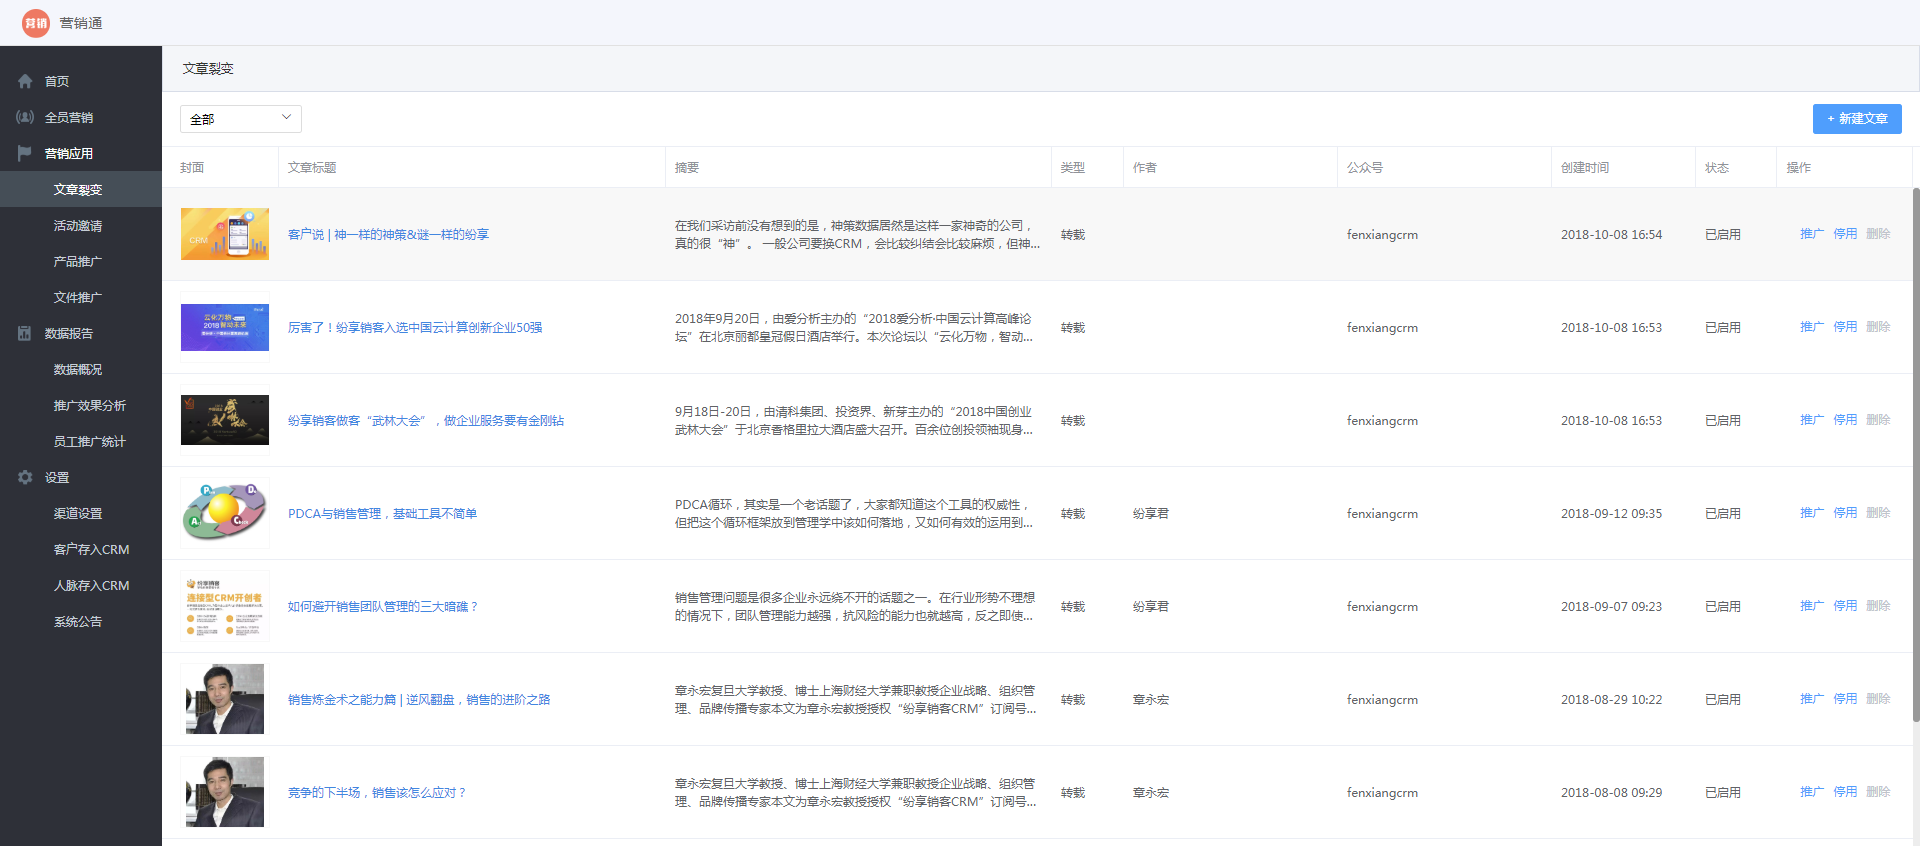 营销 营销通
首页
全员营销
营销应用
文章裂变
活动邀请
产品推广
文件推广
数据报告
数据概况
推广效果分析
员工推广统计
设置
渠道设置
客户存入CRM
人脉存入CRM
系统公告
文章裂变
全部
+ 新建文章
封面 文章标题 摘要 类型 作者 公众号 创建时间 状态 操作
CRM
客户说 | 神一样的神策&谜一样的纷享
在我们采访前没有想到的是，神策数据居然是这样一家神奇的公司，
真的很“神”。 一般公司要换CRM，会比较纠结会比较麻烦，但神...
转载 fenxiangcrm 2018-10-08 16:54 已启用 推广 停用 删除
云化万物
2018 智动未来
厉害了！纷享销客入选中国云计算创新企业50强
2018年9月20日，由爱分析主办的“2018爱分析·中国云计算高峰论
坛”在北京丽都皇冠假日酒店举行。本次论坛以“云化万物，智动...
转载 fenxiangcrm 2018-10-08 16:53 已启用 推广 停用 删除
纷享销客做客“武林大会”，做企业服务要有金刚钻
9月18日-20日，由清科集团、投资界、新芽主办的“2018中国创业
武林大会”于北京香格里拉大酒店盛大召开。百余位创投领袖现身...
转载 fenxiangcrm 2018-10-08 16:53 已启用 推广 停用 删除
PDCA与销售管理，基础工具不简单
PDCA循环，其实是一个老话题了，大家都知道这个工具的权威性，
但把这个循环框架放到管理学中该如何落地，又如何有效的运用到...
转载 纷享君 fenxiangcrm 2018-09-12 09:35 已启用 推广 停用 删除
纷享销客
连接型CRM开创者
如何避开销售团队管理的三大暗礁？
销售管理问题是很多企业永远绕不开的话题之一。在行业形势不理想
的情况下，团队管理能力越强，抗风险的能力也就越高，反之即使...
转载 纷享君 fenxiangcrm 2018-09-07 09:23 已启用 推广 停用 删除
销售炼金术之能力篇 | 逆风翻盘，销售的进阶之路
章永宏复旦大学教授、博士上海财经大学兼职教授企业战略、组织管
理、品牌传播专家本文为章永宏教授授权“纷享销客CRM”订阅号...
转载 章永宏 fenxiangcrm 2018-08-29 10:22 已启用 推广 停用 删除
竞争的下半场，销售该怎么应对？
章永宏复旦大学教授、博士上海财经大学兼职教授企业战略、组织管
理、品牌传播专家本文为章永宏教授授权“纷享销客CRM”订阅号...
转载 章永宏 fenxiangcrm 2018-08-08 09:29 已启用 推广 停用 删除